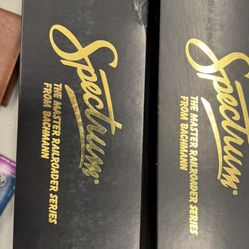 Spectrum®
THE MASTER RAILROADER SERIES
FROM BACHMANN
Spectrum®
THE MASTER RAILROADER SERIES
FROM BACHMANN